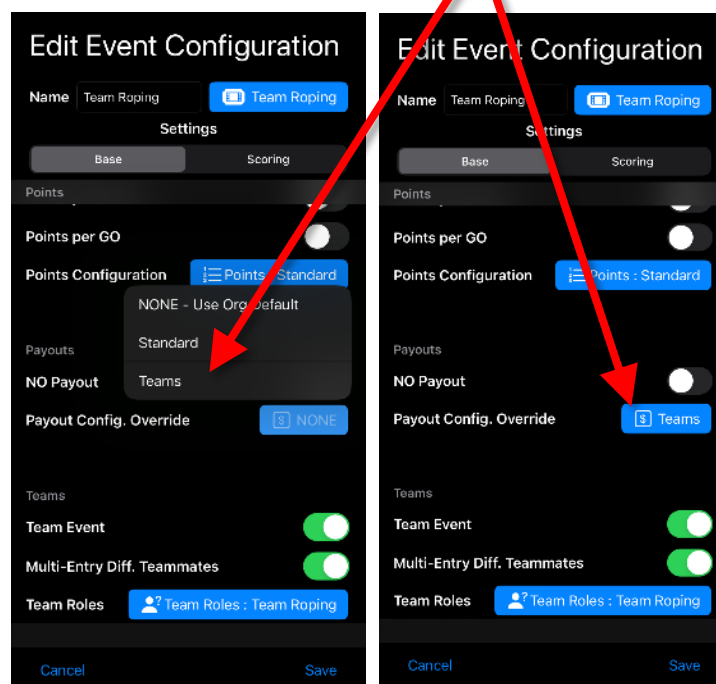 Edit Event Configuration
Name Team Roping Team Roping
Settings
Base Scoring
Points
Points per GO
Points Configuration Points : Standard
NONE - Use Org Default
Standard
Payouts
NO Payout Teams
Payout Config. Override $ NONE
Teams
Team Event
Multi-Entry Diff. Teammates
Team Roles ? Team Roles : Team Roping
Cancel Save
Edit Event Configuration
Name Team Roping Team Roping
Settings
Base Scoring
Points
Points per GO
Points Configuration Points : Standard
Payouts
NO Payout
Payout Config. Override $ Teams
Teams
Team Event
Multi-Entry Diff. Teammates
Team Roles ? Team Roles : Team Roping
Cancel Save